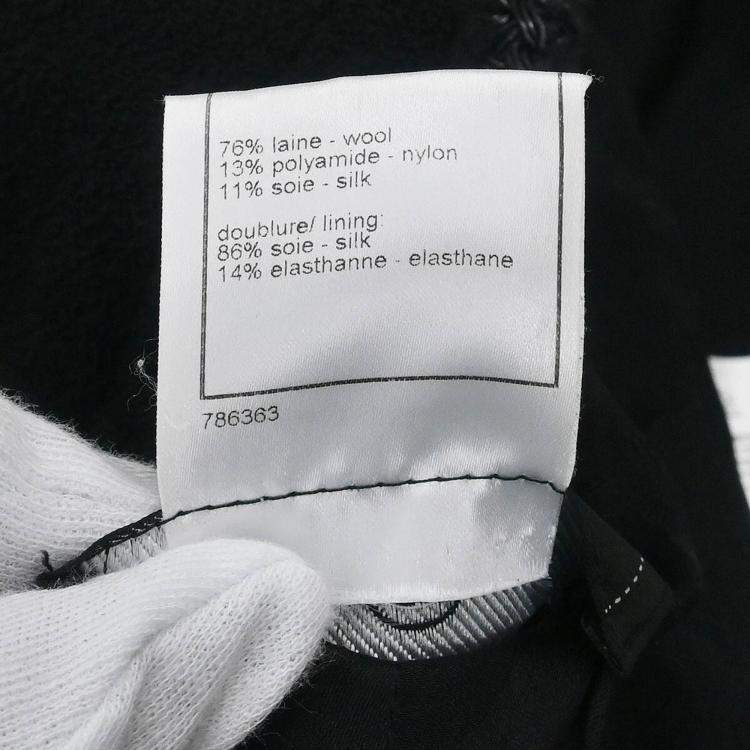 76% laine - wool
13% polyamide - nylon
11% soie - silk
doublure/ lining:
86% soie - silk
14% elasthanne - elasthane
786363